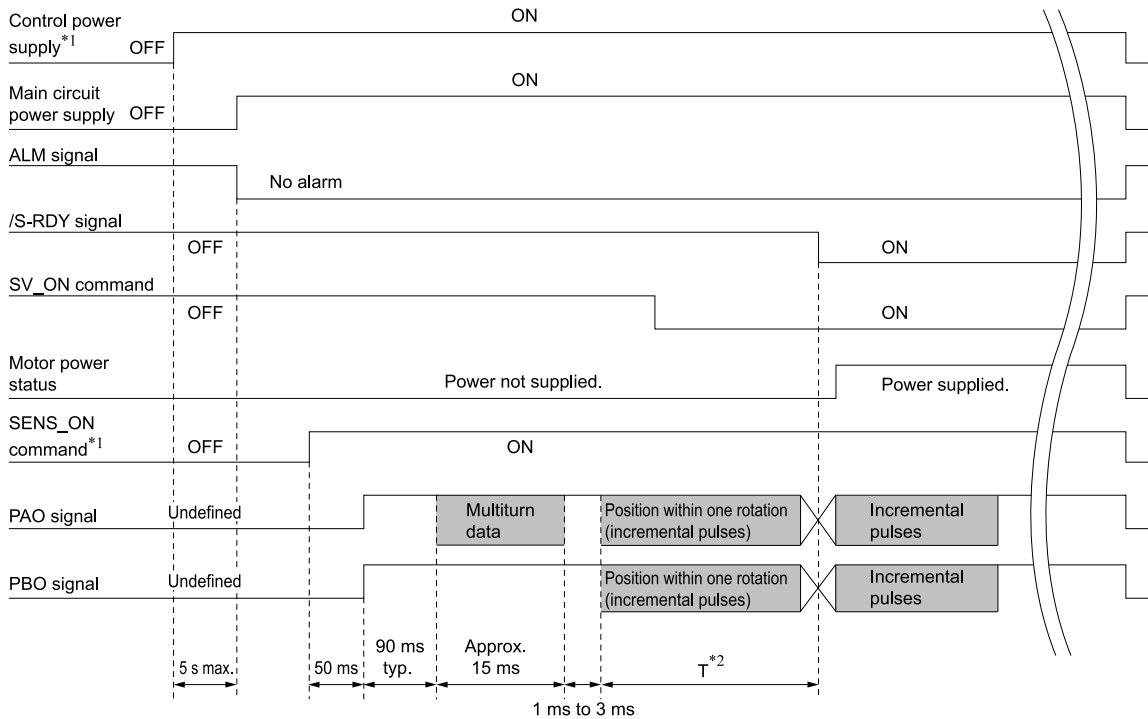 Control power
supply*1
OFF
ON
Main circuit
power supply
OFF
ON
ALM signal
No alarm
/S-RDY signal
OFF
ON
SV_ON command
OFF
ON
Motor power
status
Power not supplied.
Power supplied.
SENS_ON
command*1
OFF
ON
PAO signal
Undefined
Multiturn
data
Position within one rotation
(incremental pulses)
Incremental
pulses
PBO signal
Undefined
Position within one rotation
(incremental pulses)
Incremental
pulses
5 s max.
50 ms
90 ms
typ.
Approx.
15 ms
1 ms to 3 ms
T*2